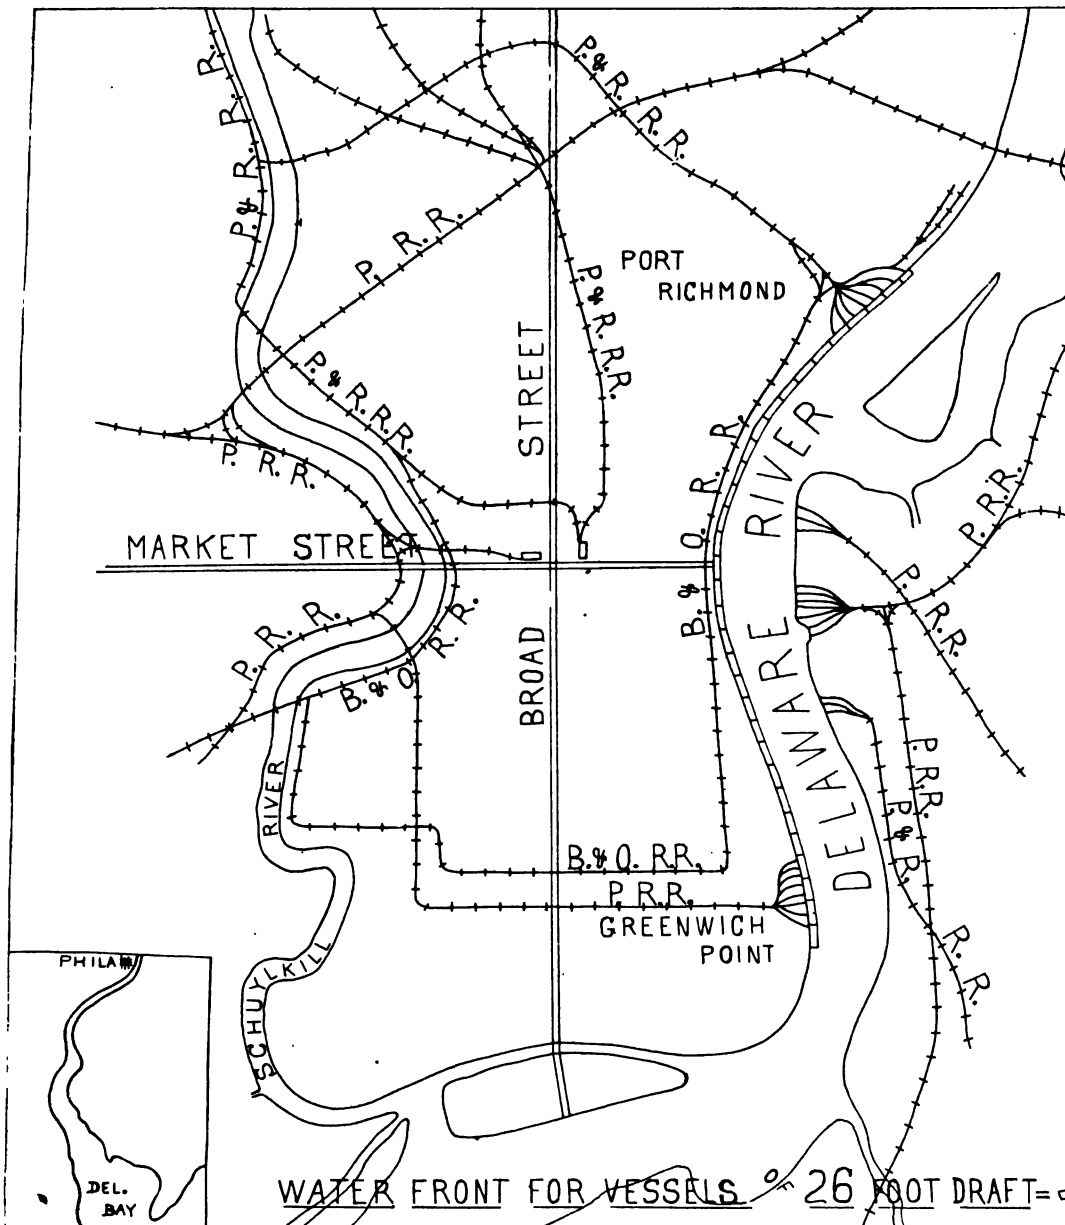 P. & R. R. R.
P. & R. R. R.
P. R. R.
PORT
RICHMOND
P. & R. R. R.
P. & R. R. R.
STREET
P. R. R.
B. & O. R. R.
RIVER
P. R. R.
MARKET STREET
P. R. R.
P. R. R.
B. & O. R. R.
BROAD
DELAWARE
RIVER
P. R. R.
P. & R.
R. R.
B. & O. R. R.
P. R. R.
GREENWICH
POINT
SCHUYLKILL
PHILA
DEL.
BAY
WATER FRONT FOR VESSELS OF 26 FOOT DRAFT=